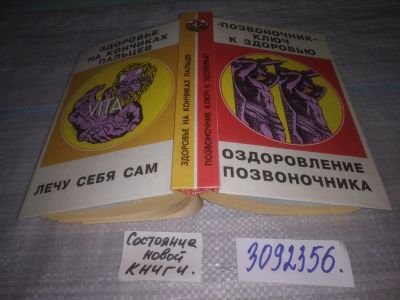 ЗДОРОВЬЕ
НА КОНЧИКАХ
ПАЛЬЦЕВ
VITA
ЛЕЧУ СЕБЯ САМ
ЗДОРОВЬЕ НА КОНЧИКАХ ПАЛЬЦЕВ
ПОЗВОНОЧНИК КЛЮЧ К ЗДОРОВЬЮ
"ПОЗВОНОЧНИК-
КЛЮЧ
К ЗДОРОВЬЮ
ОЗДОРОВЛЕНИЕ
ПОЗВОНОЧНИКА
Состояние
новой
книги.
3092356.